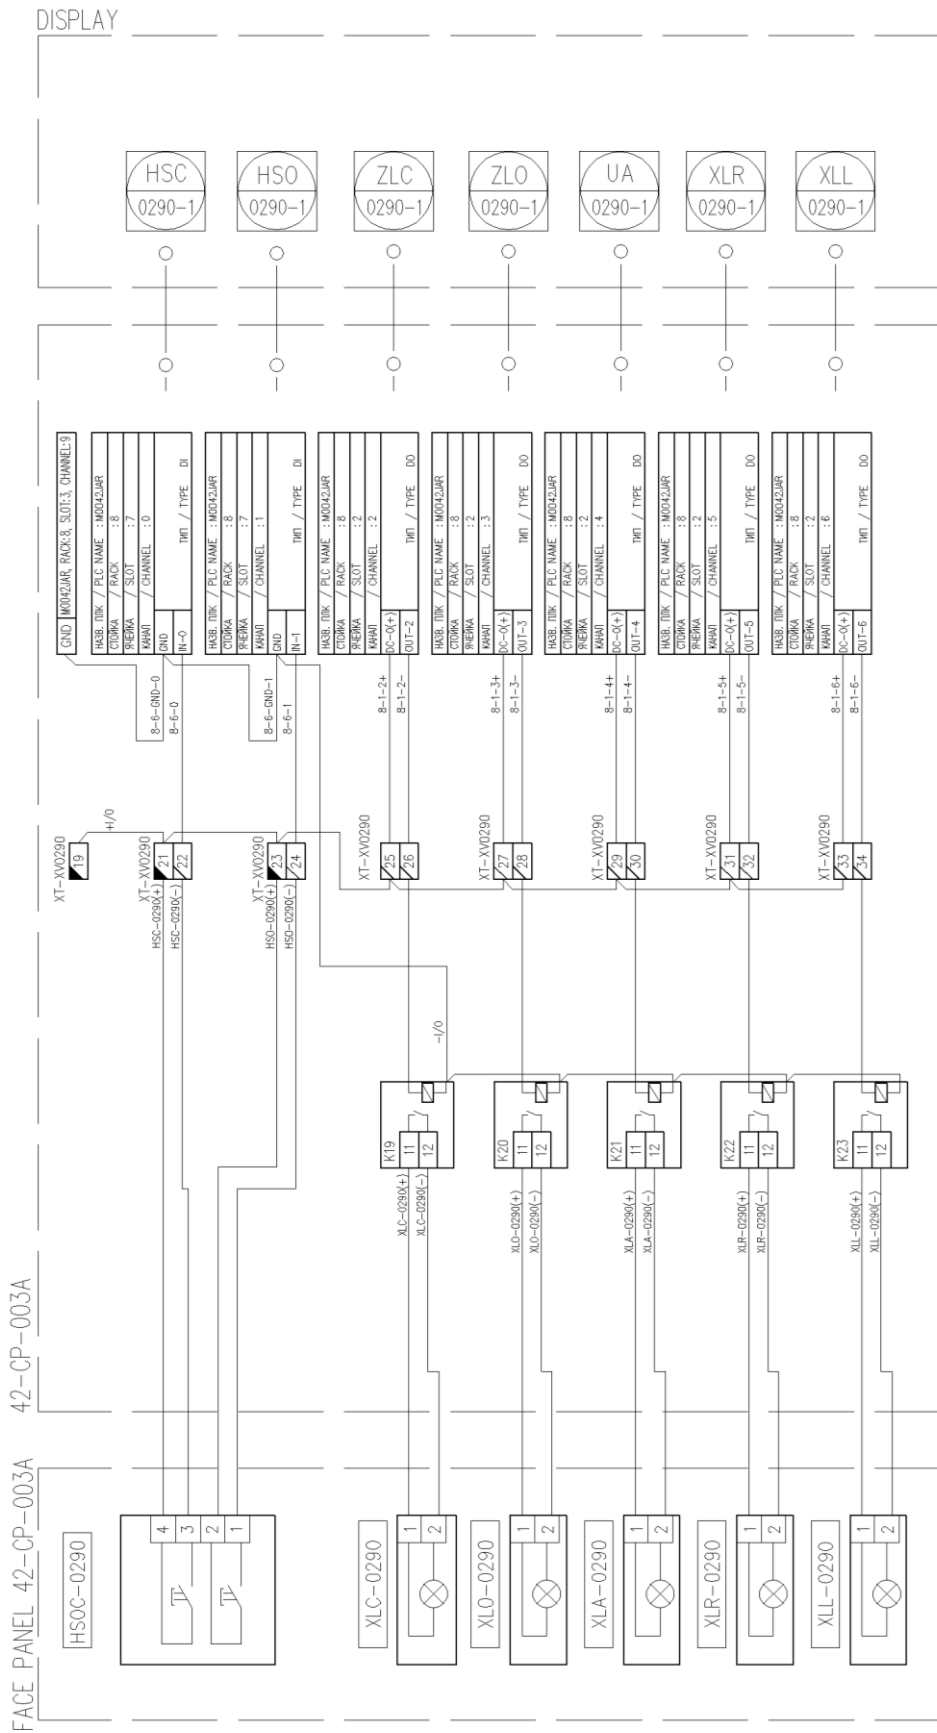 DISPLAY
HSC
0290-1
HSO
0290-1
ZLC
0290-1
ZLO
0290-1
UA
0290-1
XLR
0290-1
XLL
0290-1
GND M0042JAR, RACK:8, SLOT:3, CHANNEL:9
НАЗВ. ПЛК / PLC NAME :M0042JAR
СТОЙКА / RACK :8
ЯЧЕЙКА / SLOT :7
КАНАЛ / CHANNEL :0
GND
IN-0
ТИП / TYPE DI
НАЗВ. ПЛК / PLC NAME :M0042JAR
СТОЙКА / RACK :8
ЯЧЕЙКА / SLOT :7
КАНАЛ / CHANNEL :1
GND
IN-1
ТИП / TYPE DI
НАЗВ. ПЛК / PLC NAME :M0042JAR
СТОЙКА / RACK :8
ЯЧЕЙКА / SLOT :2
КАНАЛ / CHANNEL :2
DC-0(+)
OUT-2
ТИП / TYPE DO
НАЗВ. ПЛК / PLC NAME :M0042JAR
СТОЙКА / RACK :8
ЯЧЕЙКА / SLOT :2
КАНАЛ / CHANNEL :3
DC-0(+)
OUT-3
ТИП / TYPE DO
НАЗВ. ПЛК / PLC NAME :M0042JAR
СТОЙКА / RACK :8
ЯЧЕЙКА / SLOT :2
КАНАЛ / CHANNEL :4
DC-0(+)
OUT-4
ТИП / TYPE DO
НАЗВ. ПЛК / PLC NAME :M0042JAR
СТОЙКА / RACK :8
ЯЧЕЙКА / SLOT :2
КАНАЛ / CHANNEL :5
DC-0(+)
OUT-5
ТИП / TYPE DO
НАЗВ. ПЛК / PLC NAME :M0042JAR
СТОЙКА / RACK :8
ЯЧЕЙКА / SLOT :2
КАНАЛ / CHANNEL :6
DC-0(+)
OUT-6
ТИП / TYPE DO
8-6-GND-0
8-6-0
8-6-GND-1
8-6-1
8-1-2+
8-1-2-
8-1-3+
8-1-3-
8-1-4+
8-1-4-
8-1-5+
8-1-5-
8-1-6+
8-1-6-
XT-XV0290
19
+I/0
XT-XV0290
21
22
XT-XV0290
23
24
XT-XV0290
25
26
XT-XV0290
27
28
XT-XV0290
29
30
XT-XV0290
31
32
XT-XV0290
33
34
HSC-0290(+)
HSC-0290(-)
HSO-0290(+)
HSO-0290(-)
-I/0
K19
11
12
K20
11
12
K21
11
12
K22
11
12
K23
11
12
XLC-0290(+)
XLC-0290(-)
XLO-0290(+)
XLO-0290(-)
XLA-0290(+)
XLA-0290(-)
XLR-0290(+)
XLR-0290(-)
XLL-0290(+)
XLL-0290(-)
42-CP-003A
FACE PANEL 42-CP-003A
HSOC-0290
4
3
2
1
XLC-0290
1
2
XLO-0290
1
2
XLA-0290
1
2
XLR-0290
1
2
XLL-0290
1
2